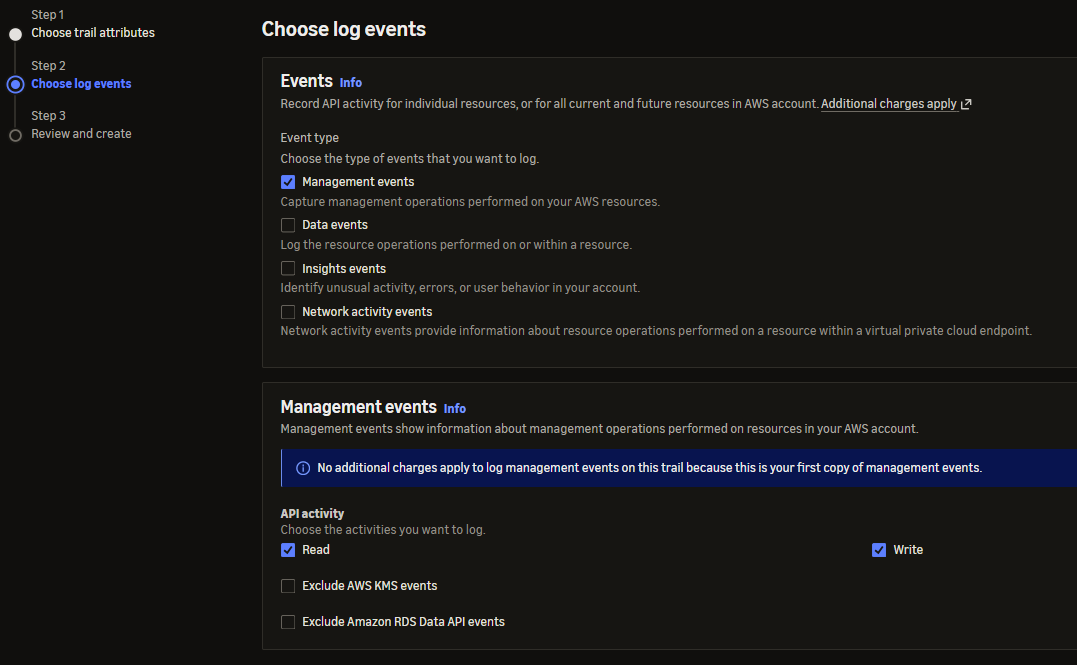 Step 1
Choose trail attributes
Step 2
Choose log events
Step 3
Review and create
Choose log events
Events Info
Record API activity for individual resources, or for all current and future resources in AWS account. Additional charges apply
Event type
Choose the type of events that you want to log.
Management events
Capture management operations performed on your AWS resources.
Data events
Log the resource operations performed on or within a resource.
Insights events
Identify unusual activity, errors, or user behavior in your account.
Network activity events
Network activity events provide information about resource operations performed on a resource within a virtual private cloud endpoint.
Management events Info
Management events show information about management operations performed on resources in your AWS account.
No additional charges apply to log management events on this trail because this is your first copy of management events.
API activity
Choose the activities you want to log.
Read Write
Exclude AWS KMS events
Exclude Amazon RDS Data API events